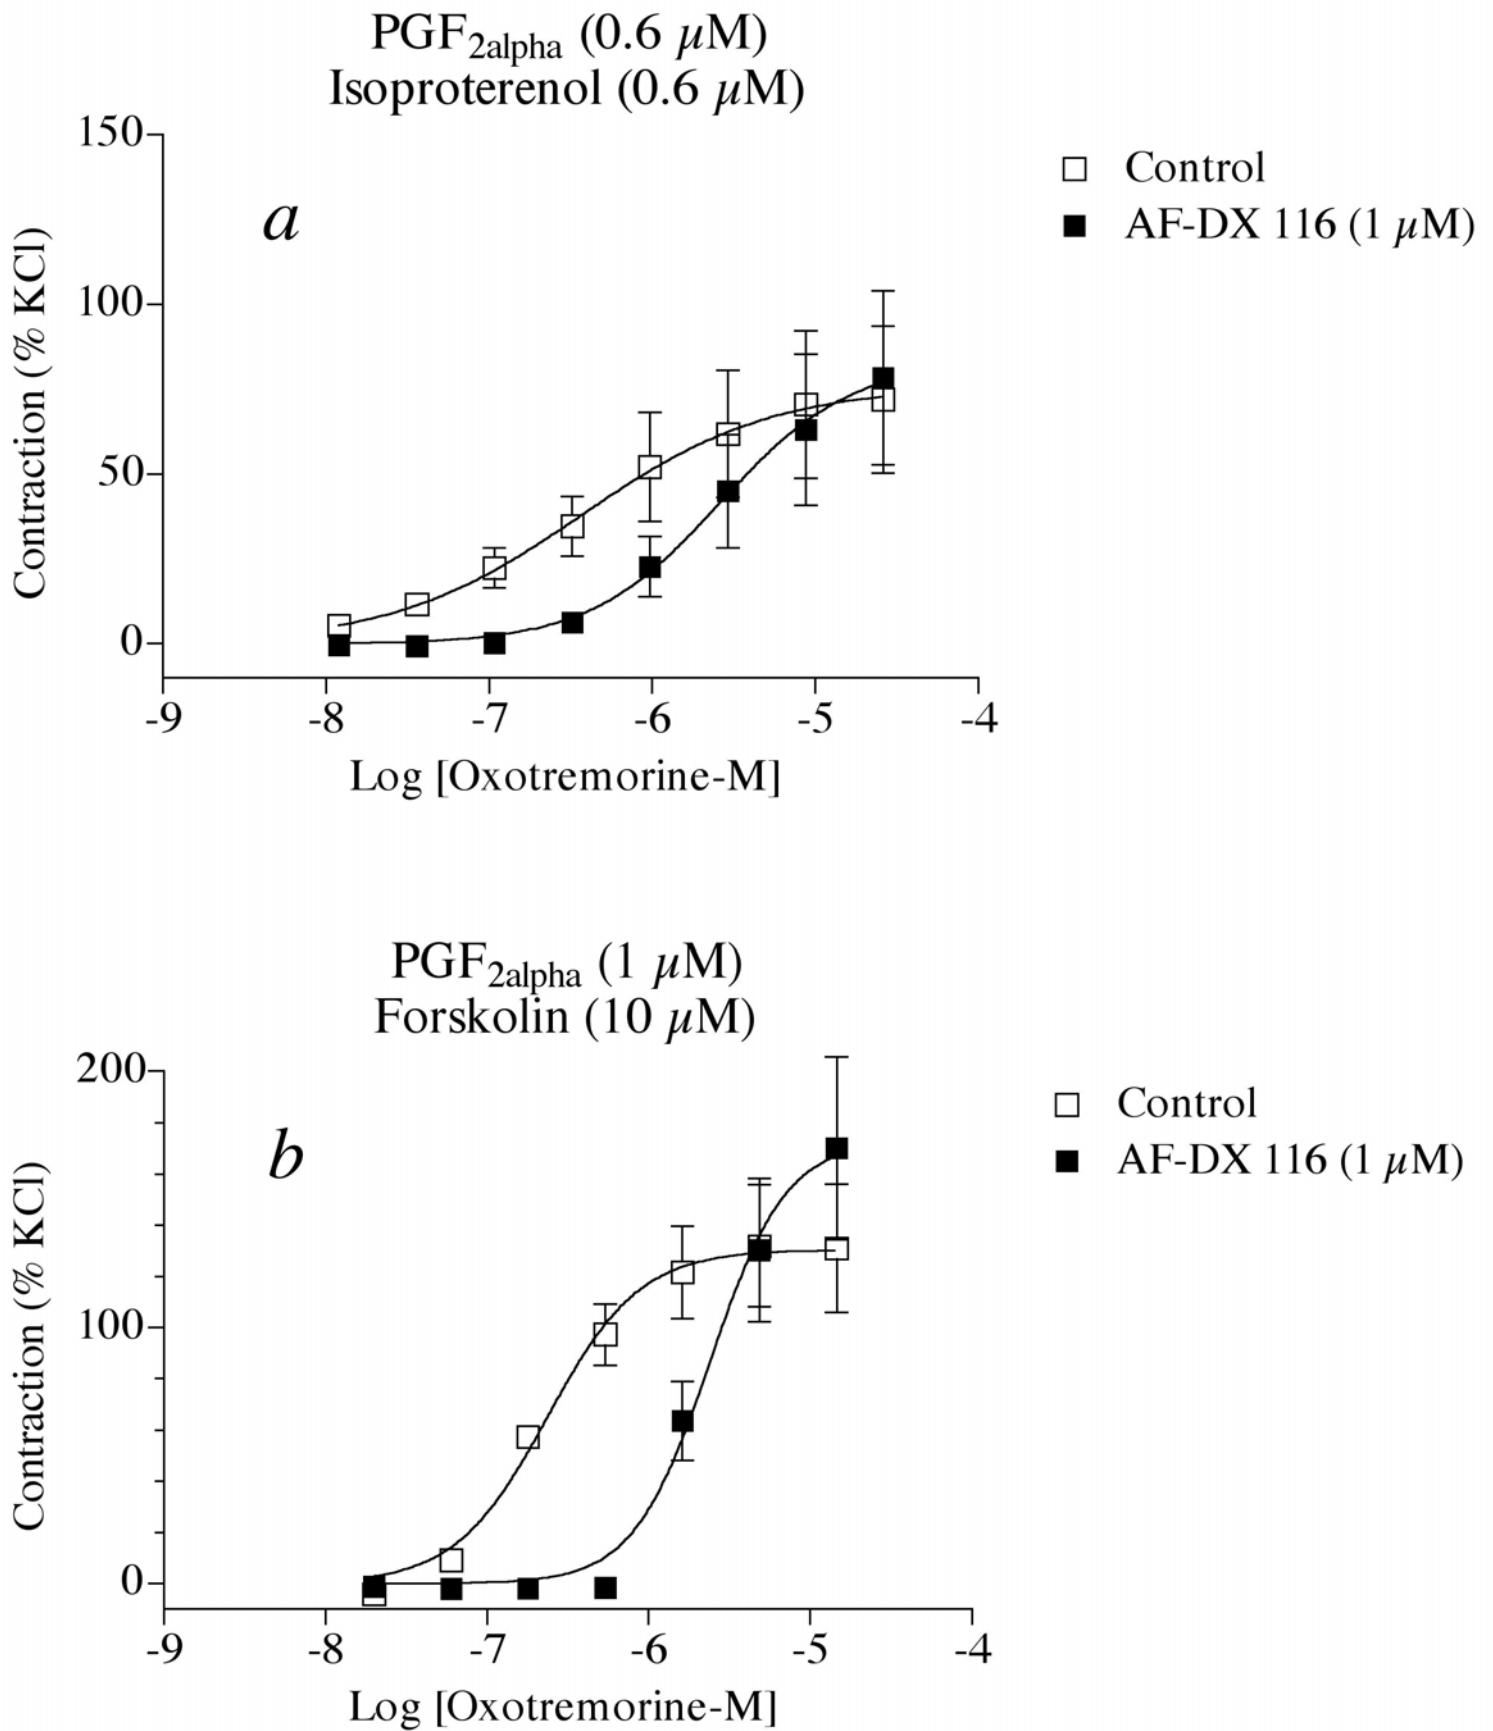 PGF2alpha (0.6 µM)
Isoproterenol (0.6 µM)
150
100
50
0
a
Control
AF-DX 116 (1 µM)
Contraction (% KCl)
-9 -8 -7 -6 -5 -4
Log [Oxotremorine-M]
PGF2alpha (1 µM)
Forskolin (10 µM)
200
100
0
b
Control
AF-DX 116 (1 µM)
Contraction (% KCl)
-9 -8 -7 -6 -5 -4
Log [Oxotremorine-M]